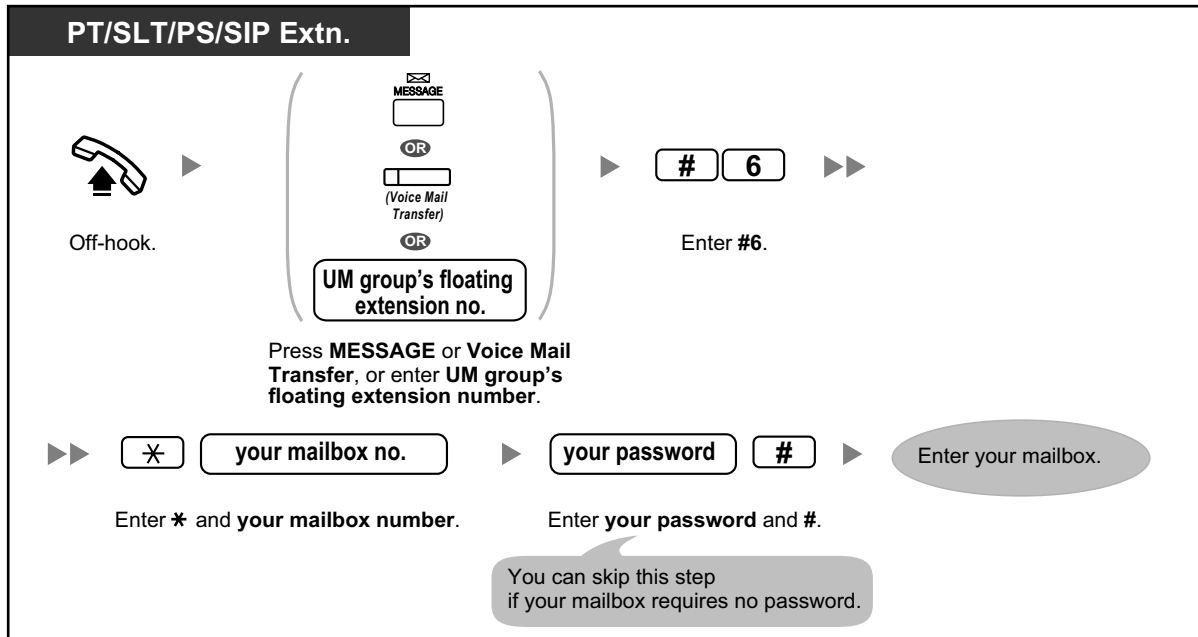 PT/SLT/PS/SIP Extn.
MESSAGE
OR
(Voice Mail
Transfer)
OR
UM group's floating
extension no.
# 6
Off-hook.
Press MESSAGE or Voice Mail
Transfer, or enter UM group's
floating extension number.
Enter #6.
* your mailbox no.
your password #
Enter your mailbox.
Enter * and your mailbox number.
Enter your password and #.
You can skip this step
if your mailbox requires no password.